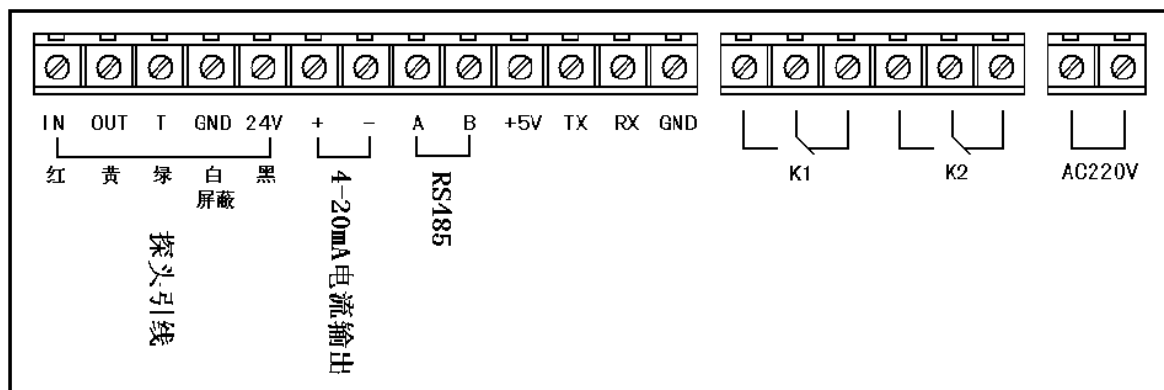 IN OUT T GND 24V + - A B +5V TX RX GND
红 黄 绿 白 黑
屏蔽
K1 K2 AC220V
探头引线
4-20mA电流输出
RS485